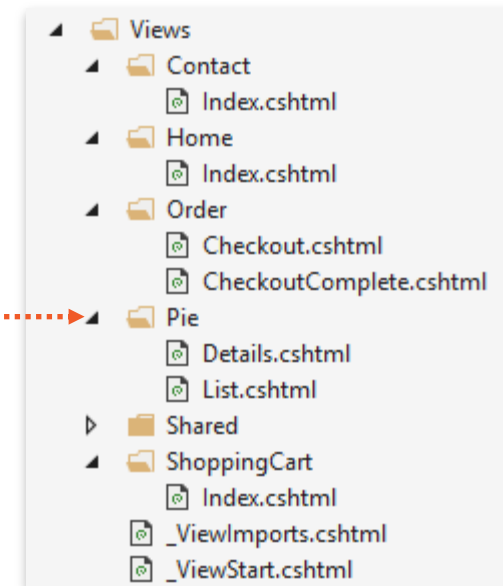 Views
Contact
Index.cshtml
Home
Index.cshtml
Order
Checkout.cshtml
CheckoutComplete.cshtml
Pie
Details.cshtml
List.cshtml
Shared
ShoppingCart
Index.cshtml
_ViewImports.cshtml
_ViewStart.cshtml